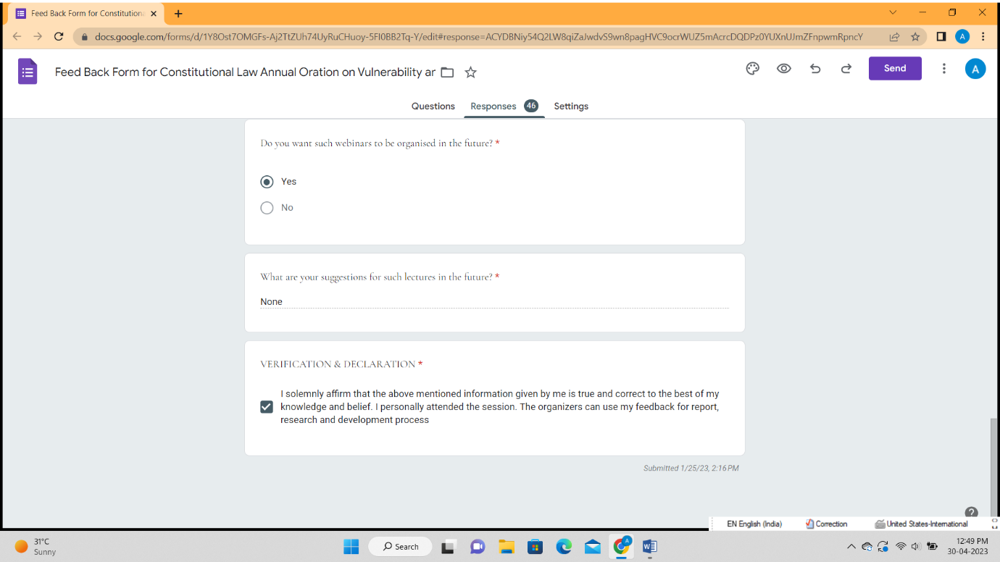 Feed Back Form for Constitutiona
docs.google.com/forms/d/1Y8Ost7OMGFs-Aj2TtZUh74UyRuCHuoy-5FI0BB2Tq-Y/edit#response=ACYDBNiy54Q2LW8qiZaJwdvS9wn8pagHVC9ocrWUZ5mAcrcDQDPz0YUXnUJmZFnpwmRpncY
A
Feed Back Form for Constitutional Law Annual Oration on Vulnerability ar
Send
A
Questions Responses 46 Settings
Do you want such webinars to be organised in the future? *
Yes
No
What are your suggestions for such lectures in the future? *
None
VERIFICATION & DECLARATION *
I solemnly affirm that the above mentioned information given by me is true and correct to the best of my
knowledge and belief. I personally attended the session. The organizers can use my feedback for report,
research and development process
Submitted 1/25/23, 2:16 PM
EN English (India) Correction United States-International
31°C
Sunny
Search
12:49 PM
30-04-2023